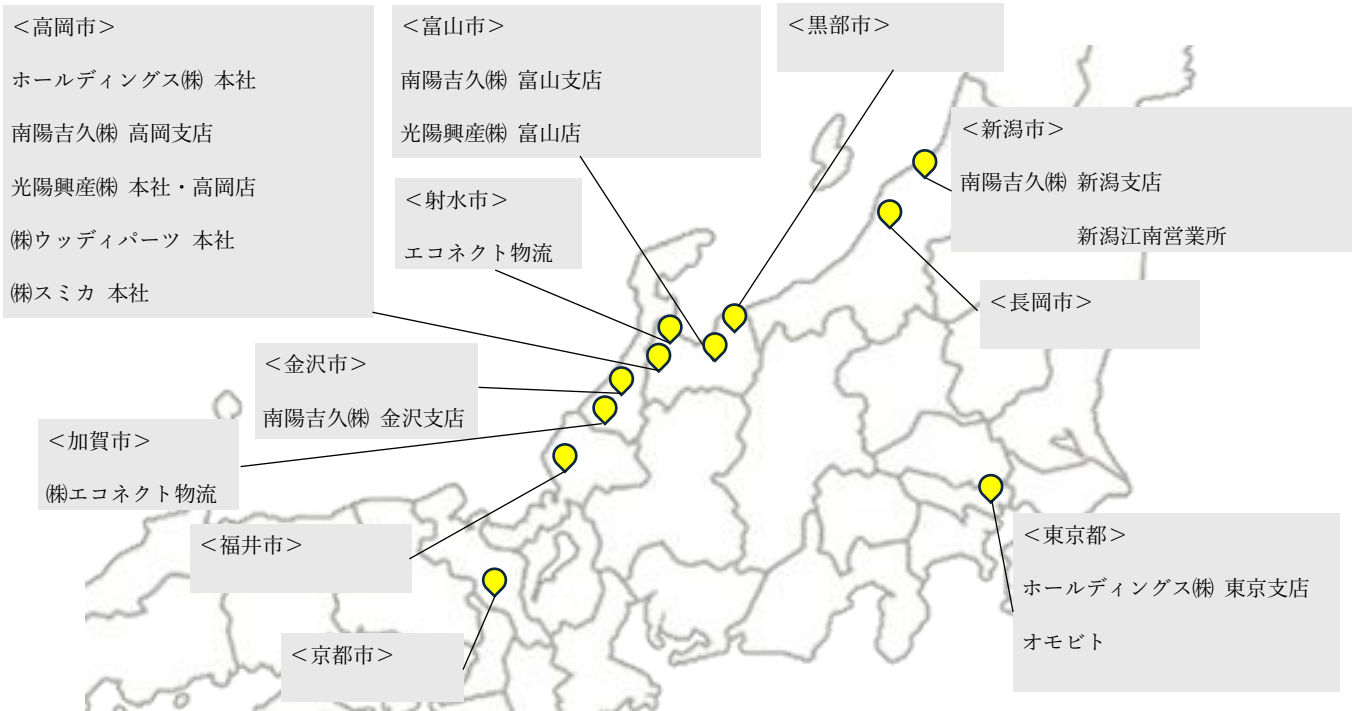 ＜高岡市＞
ホールディングス㈱ 本社
南陽吉久㈱ 高岡支店
光陽興産㈱ 本社・高岡店
㈱ウッディパーツ 本社
㈱スミカ 本社
＜富山市＞
南陽吉久㈱ 富山支店
光陽興産㈱ 富山店
＜黒部市＞
＜射水市＞
エコネクト物流
＜新潟市＞
南陽吉久㈱ 新潟支店
新潟江南営業所
＜長岡市＞
＜金沢市＞
南陽吉久㈱ 金沢支店
＜加賀市＞
㈱エコネクト物流
＜福井市＞
＜京都市＞
＜東京都＞
ホールディングス㈱ 東京支店
オモビト